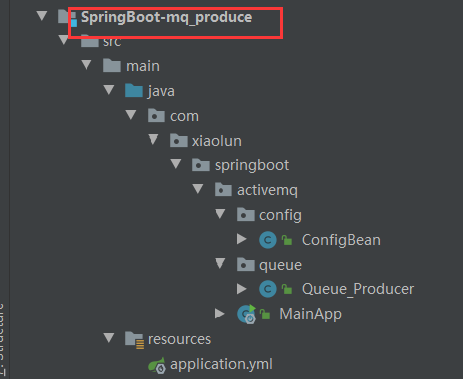 SpringBoot-mq_produce
src
main
java
com
xiaolun
springboot
activemq
config
ConfigBean
queue
Queue_Producer
MainApp
resources
application.yml
Z: Structure